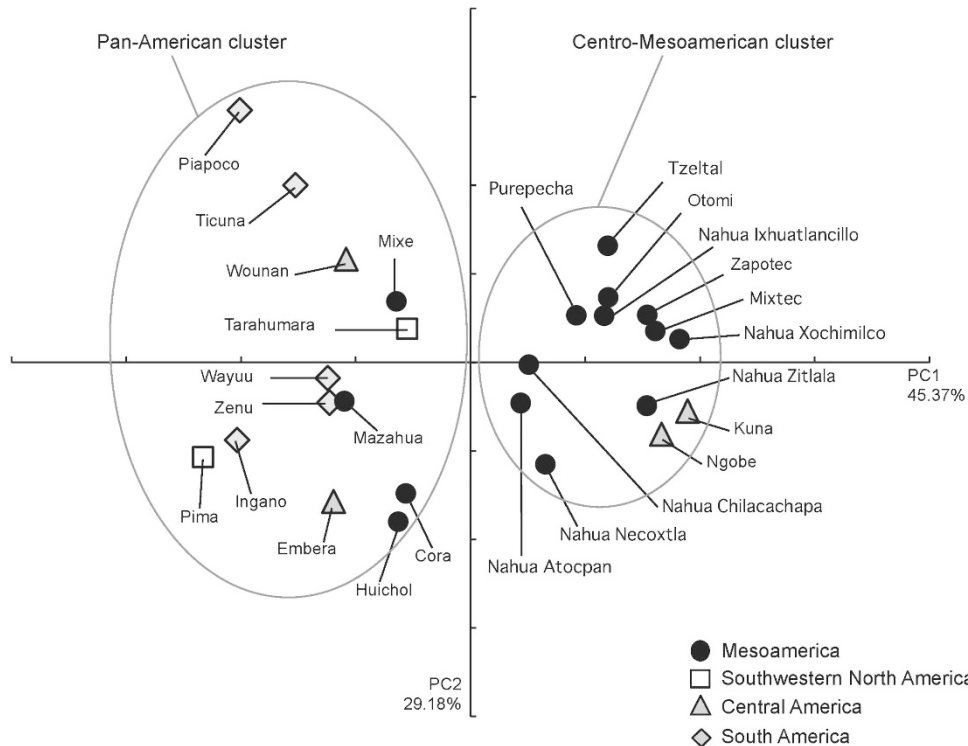 Pan-American cluster
Centro-Mesoamerican cluster
Piapoco
Ticuna
Wounan
Mixe
Tarahumara
Wayuu
Zenu
Mazahua
Pima
Ingano
Embera
Huichol
Cora
Purepecha
Tzeltal
Otomi
Nahua Ixhuatlancillo
Zapotec
Mixtec
Nahua Xochimilco
PC1
45.37%
Nahua Zitlala
Kuna
Ngobe
Nahua Chilacachapa
Nahua Necoxtla
Nahua Atocpan
PC2
29.18%
Mesoamerica
Southwestern North America
Central America
South America